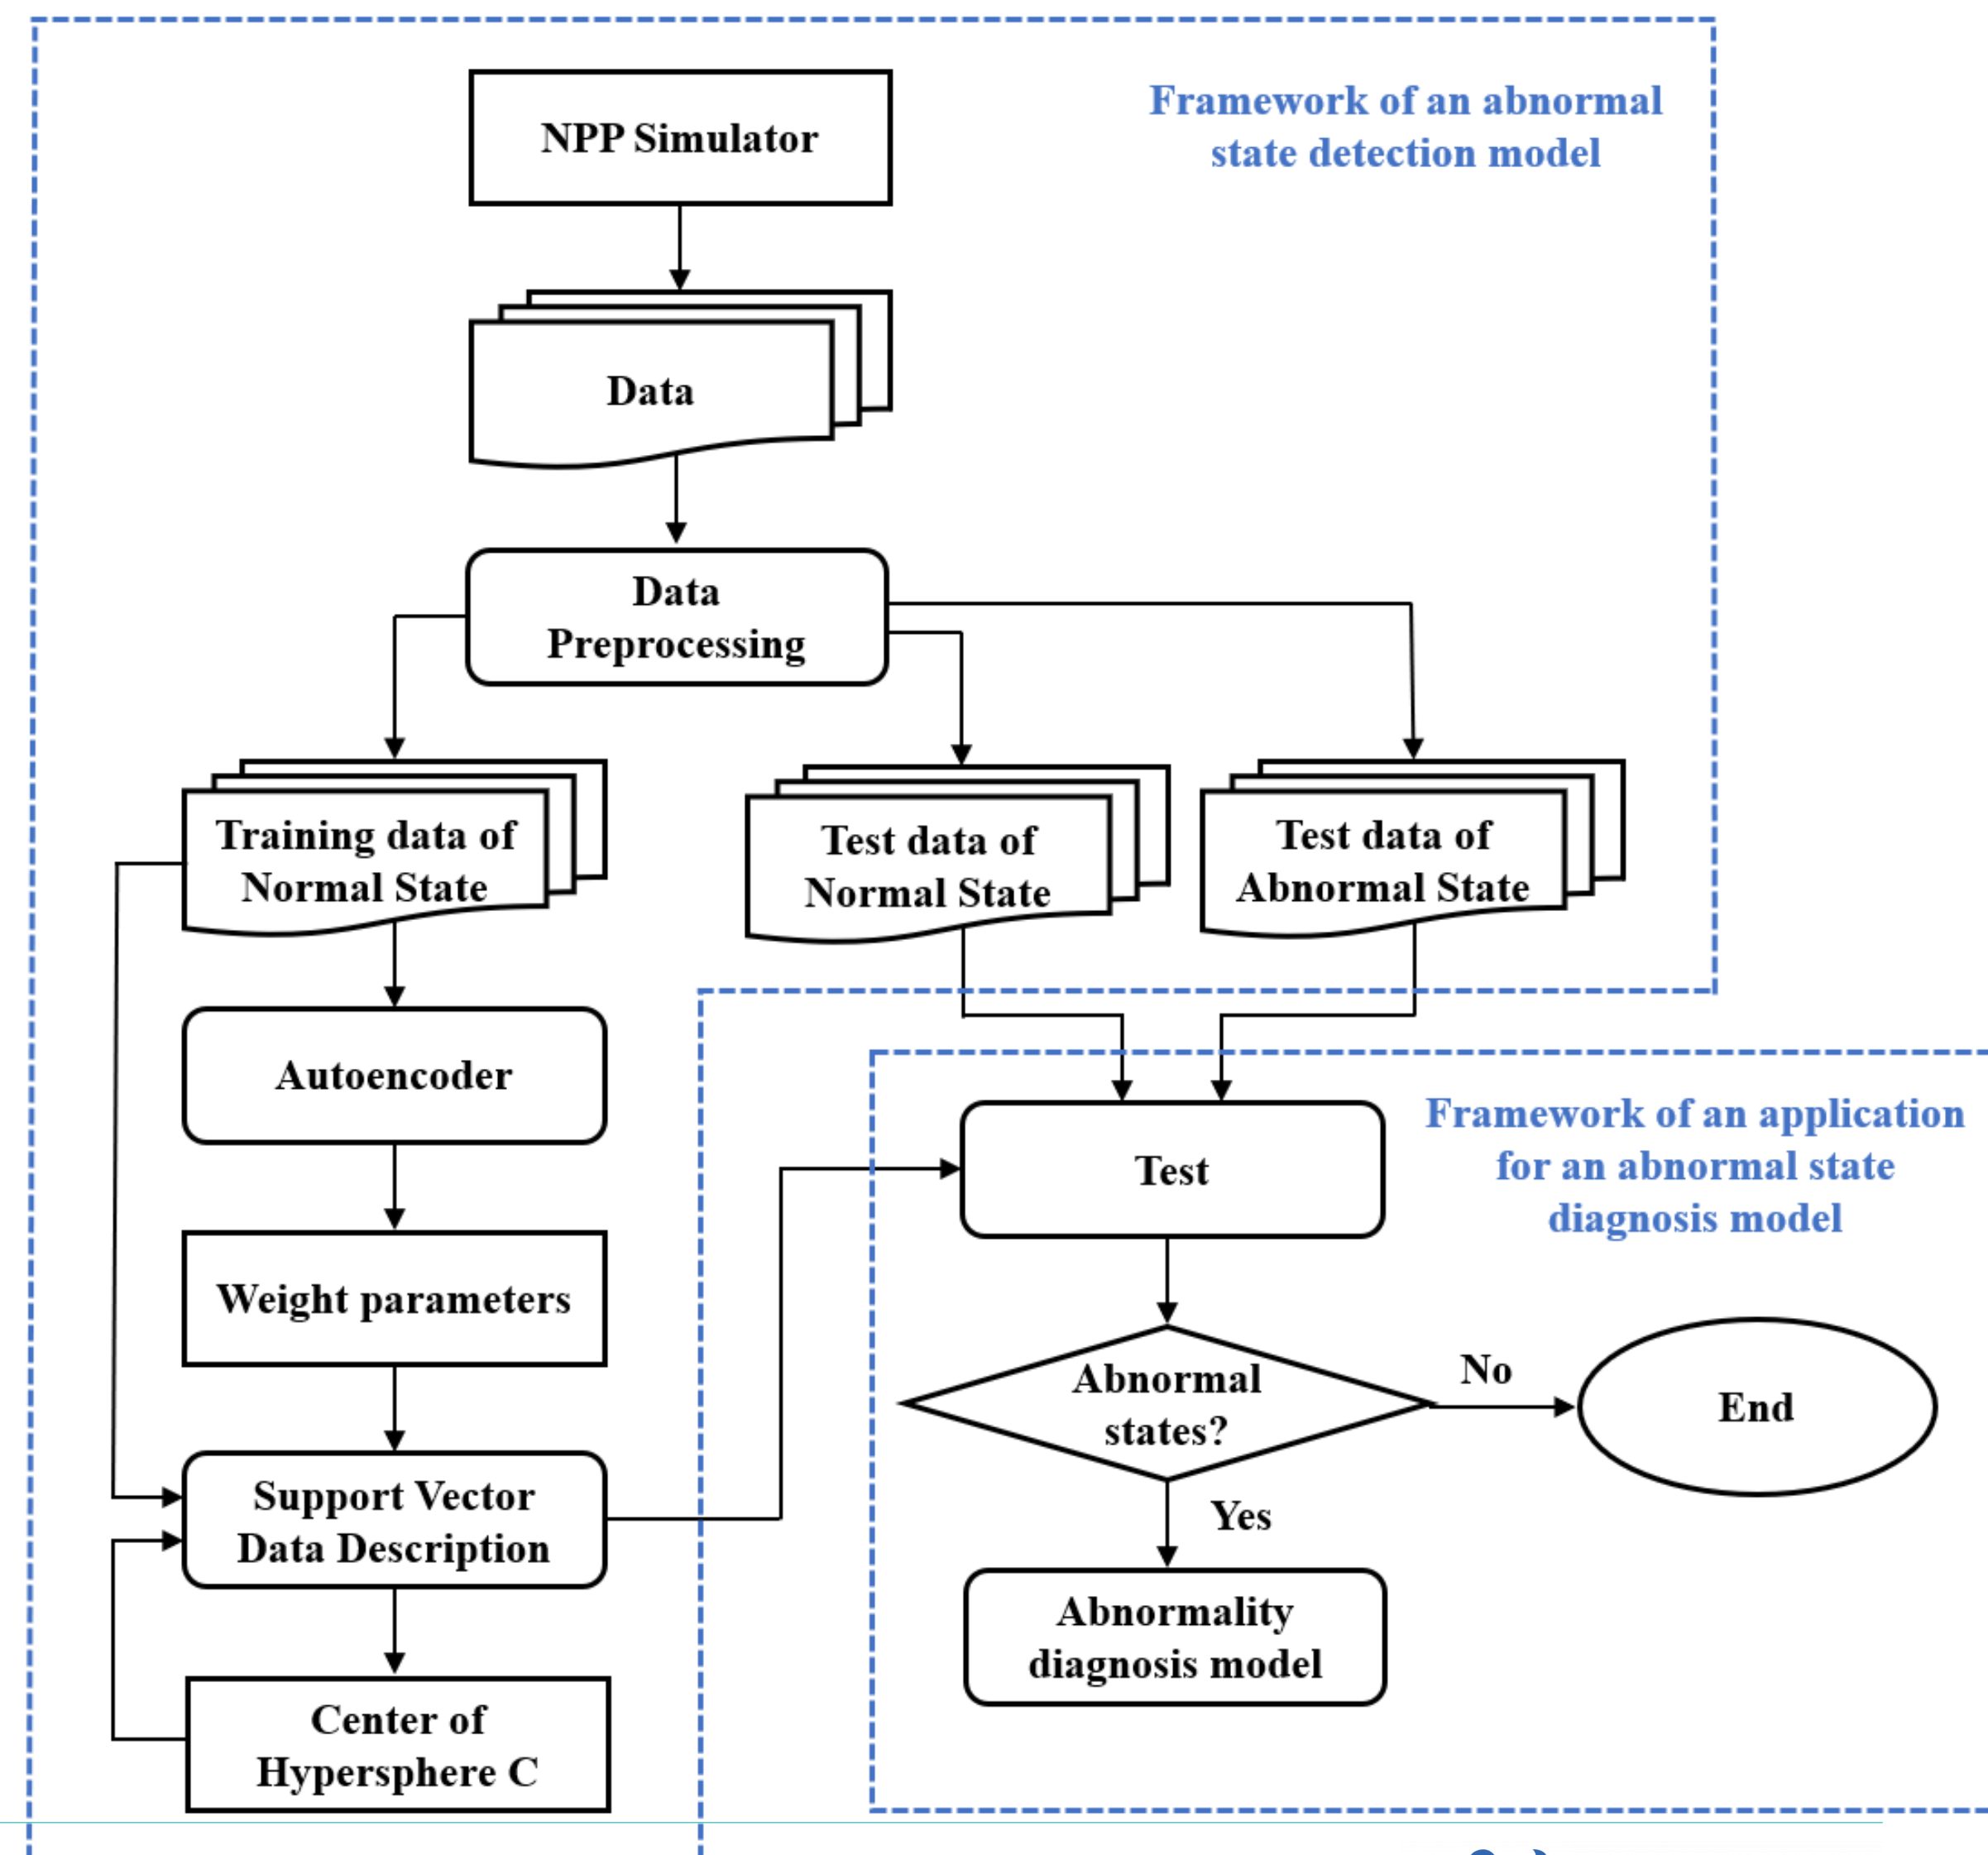 Framework of an abnormal
state detection model
NPP Simulator
Data
Data
Preprocessing
Training data of
Normal State
Test data of
Normal State
Test data of
Abnormal State
Autoencoder
Weight parameters
Support Vector
Data Description
Center of
Hypersphere C
Framework of an application
for an abnormal state
diagnosis model
Test
Abnormal
states?
No
End
Yes
Abnormality
diagnosis model